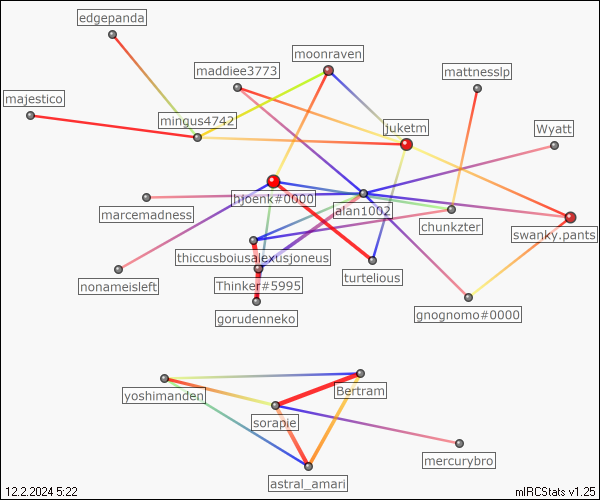 edgepanda
moonraven
maddiee3773
mattnesslp
majestico
mingus4742
juketm
Wyatt
hjoenk#0000
alan1002
marcemadness
chunkzter
swanky.pants
thiccusboiusalexusjoneus
Thinker#5995
turtelious
nonameisleft
gorudenneko
gnognomo#0000
yoshimanden
Bertram
sorapie
mercurybro
astral_amari
12.2.2024 5:22
mIRCStats v1.25